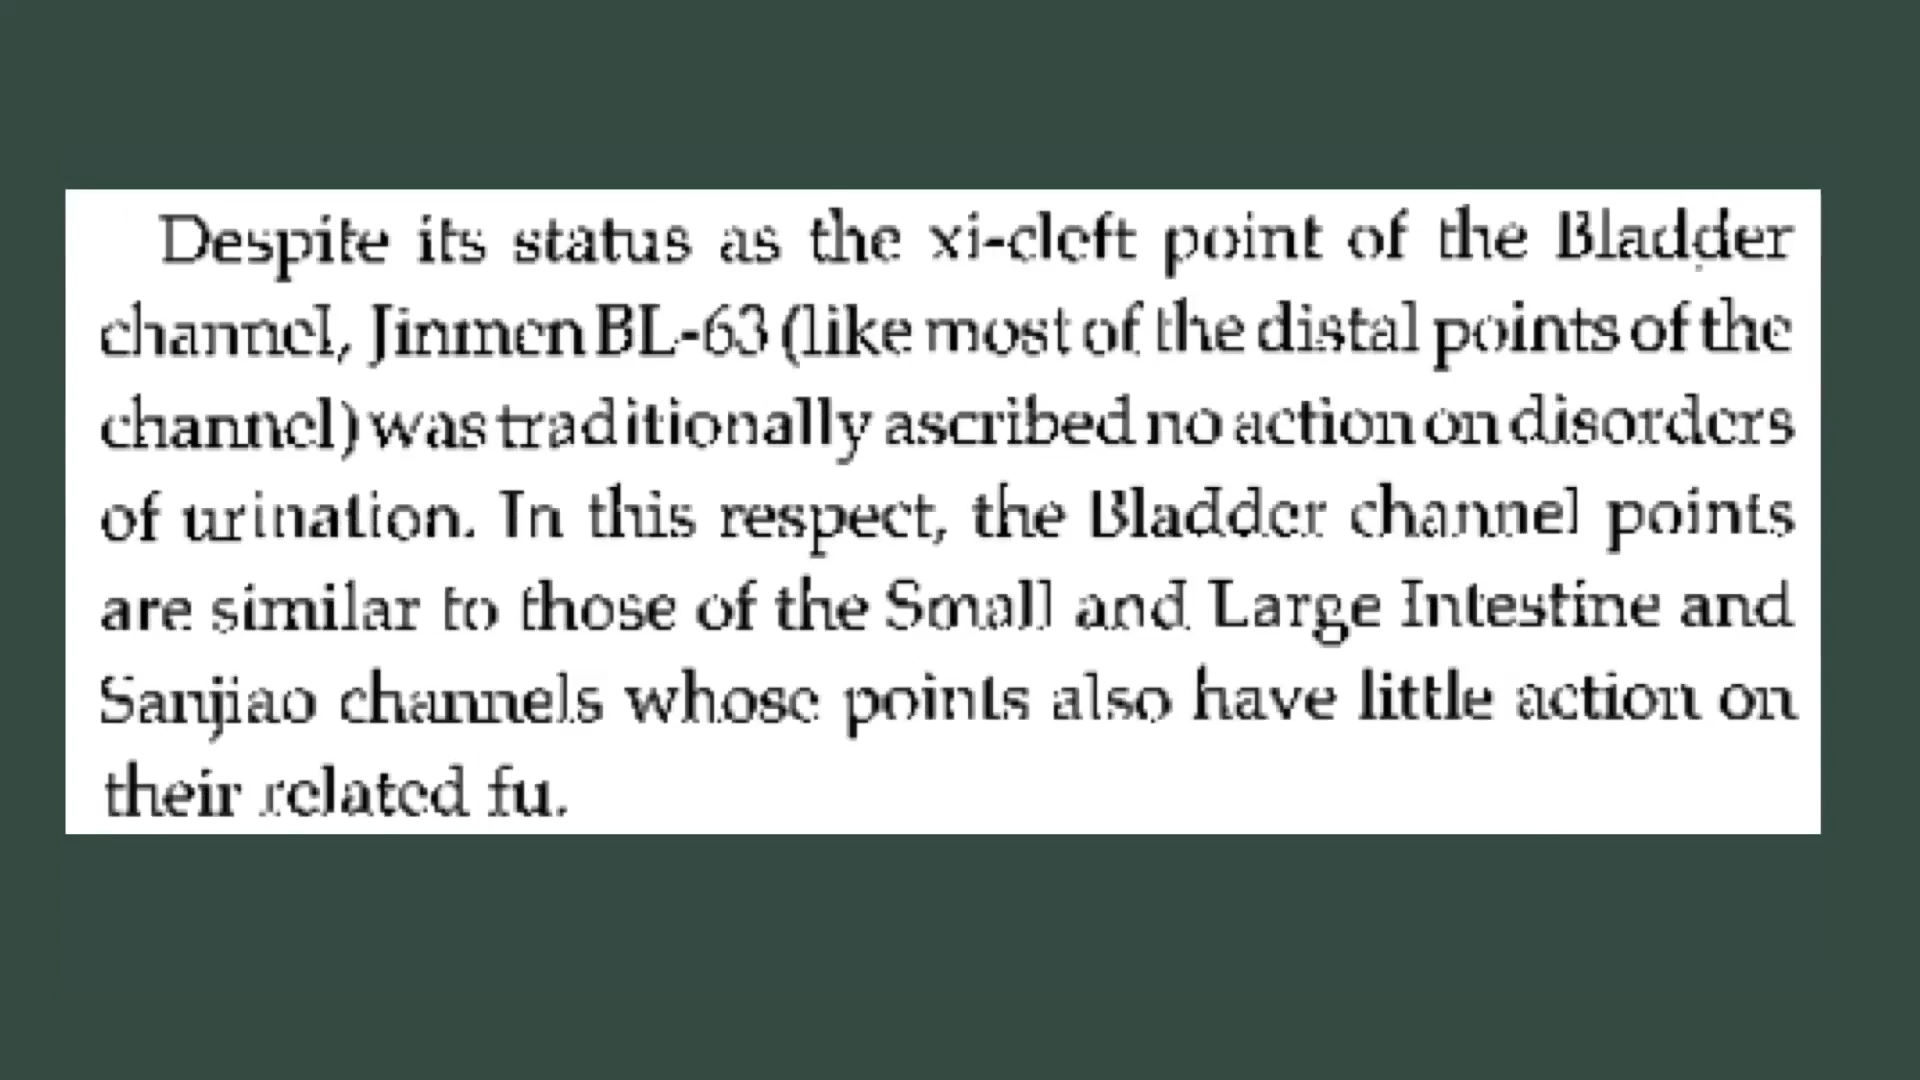 Despite its status as the xi-cleft point of the Bladder
channel, Jinmen BL-63 (like most of the distal points of the
channel) was traditionally ascribed no action on disorders
of urination. In this respect, the Bladder channel points
are similar to those of the Small and Large Intestine and
Sanjiao channels whose points also have little action on
their related fu.